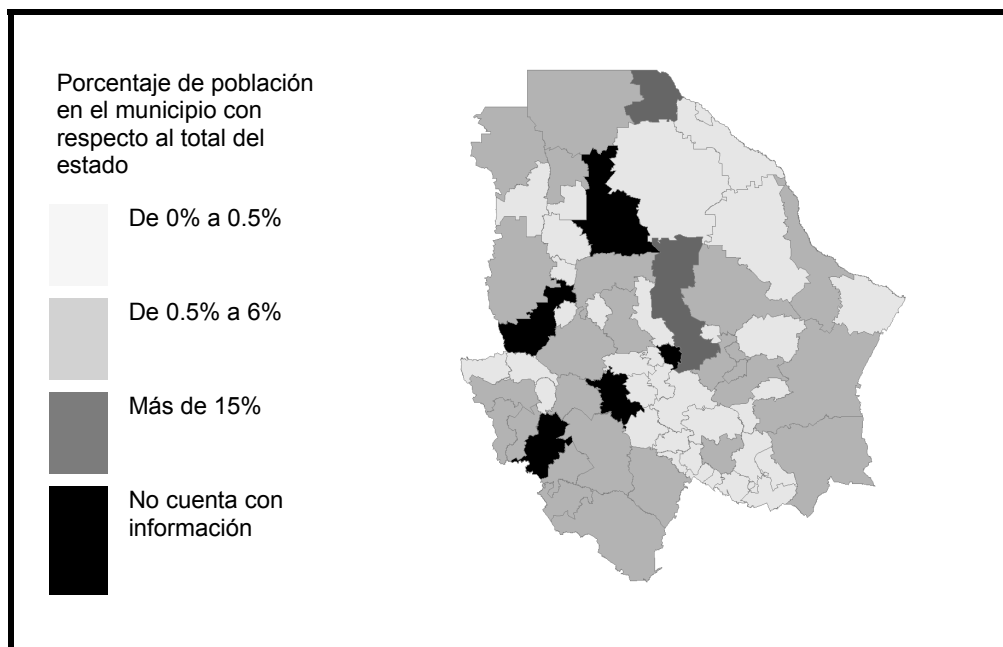 Porcentaje de población
en el municipio con
respecto al total del
estado
De 0% a 0.5%
De 0.5% a 6%
Más de 15%
No cuenta con
información